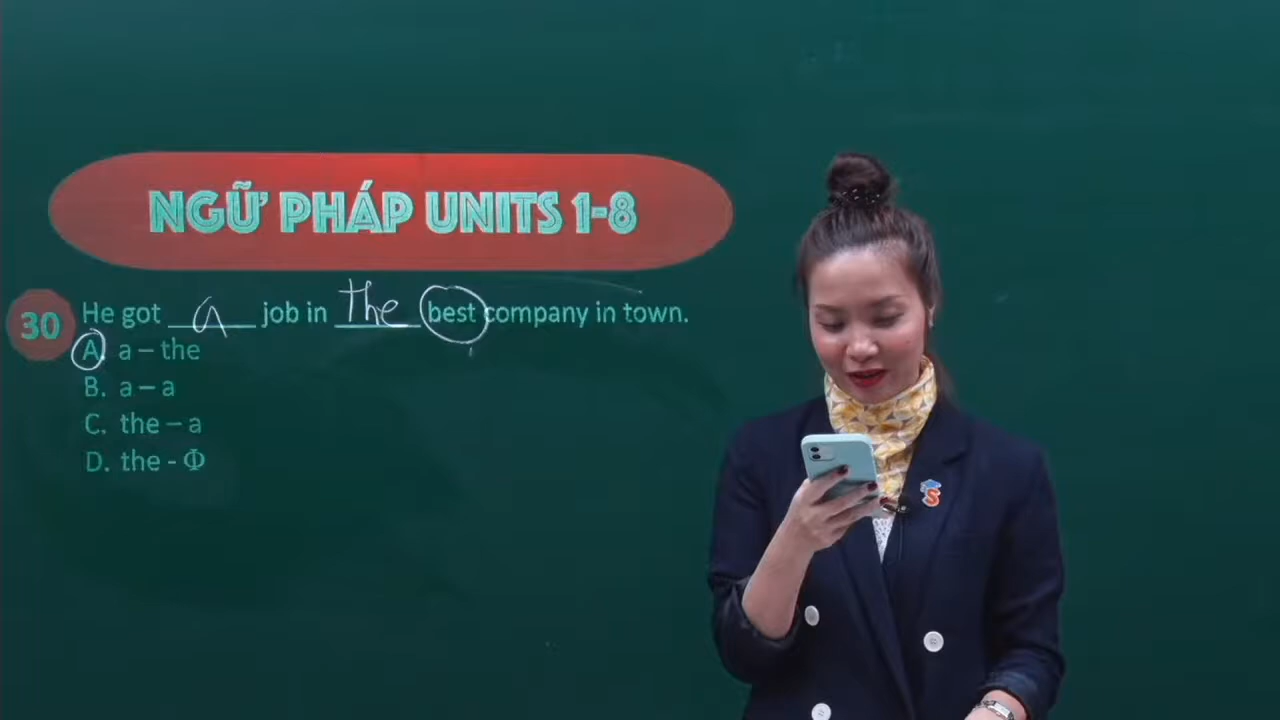 NGỮ PHÁP UNITS 1-8
30 He got a job in the best company in town.
A. a – the
B. a – a
C. the – a
D. the - Φ
S